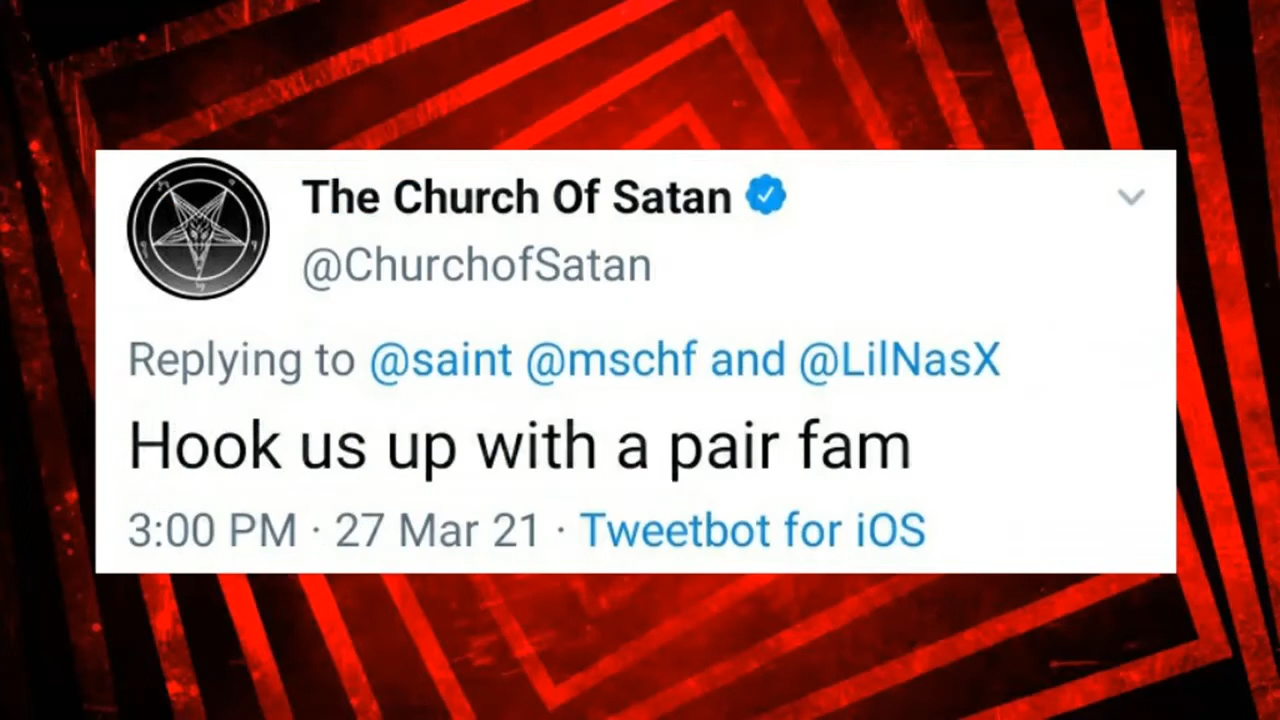 The Church Of Satan
@ChurchofSatan
Replying to @saint @mschf and @LilNasX
Hook us up with a pair fam
3:00 PM · 27 Mar 21 · Tweetbot for iOS